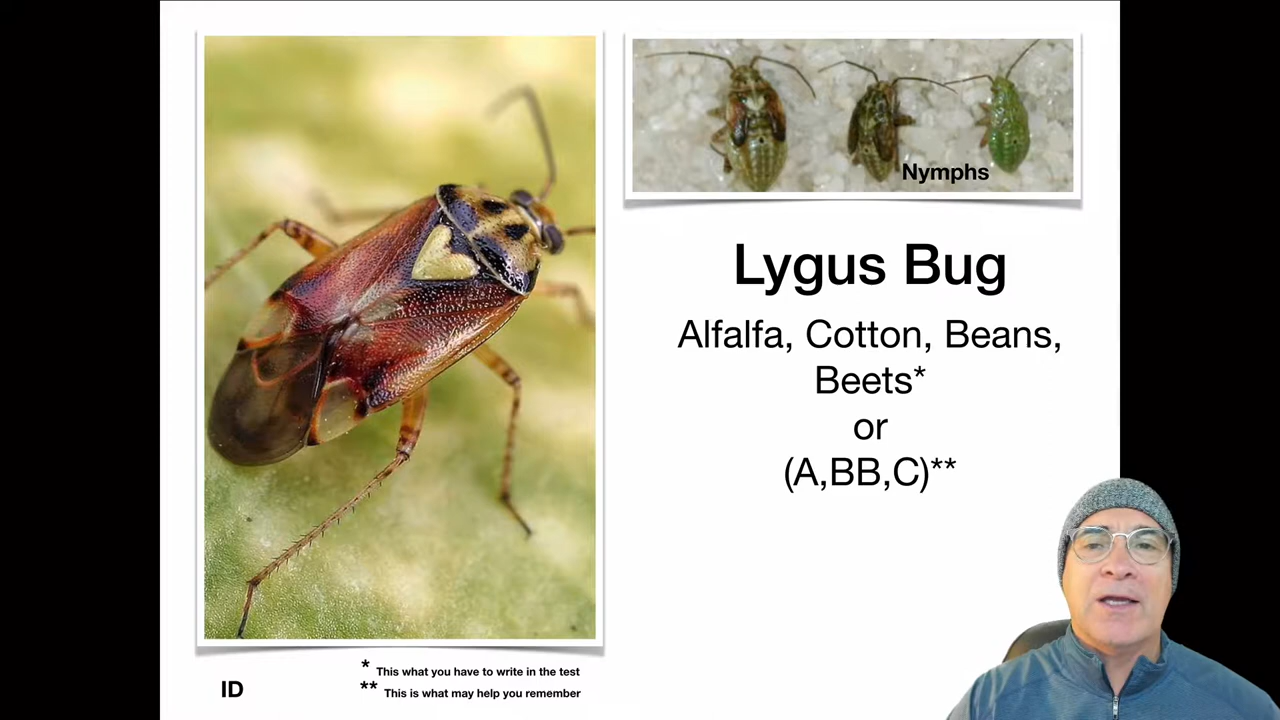 Nymphs
Lygus Bug
Alfalfa, Cotton, Beans,
Beets*
or
(A,BB,C)**
* This what you have to write in the test
** This is what may help you remember
ID